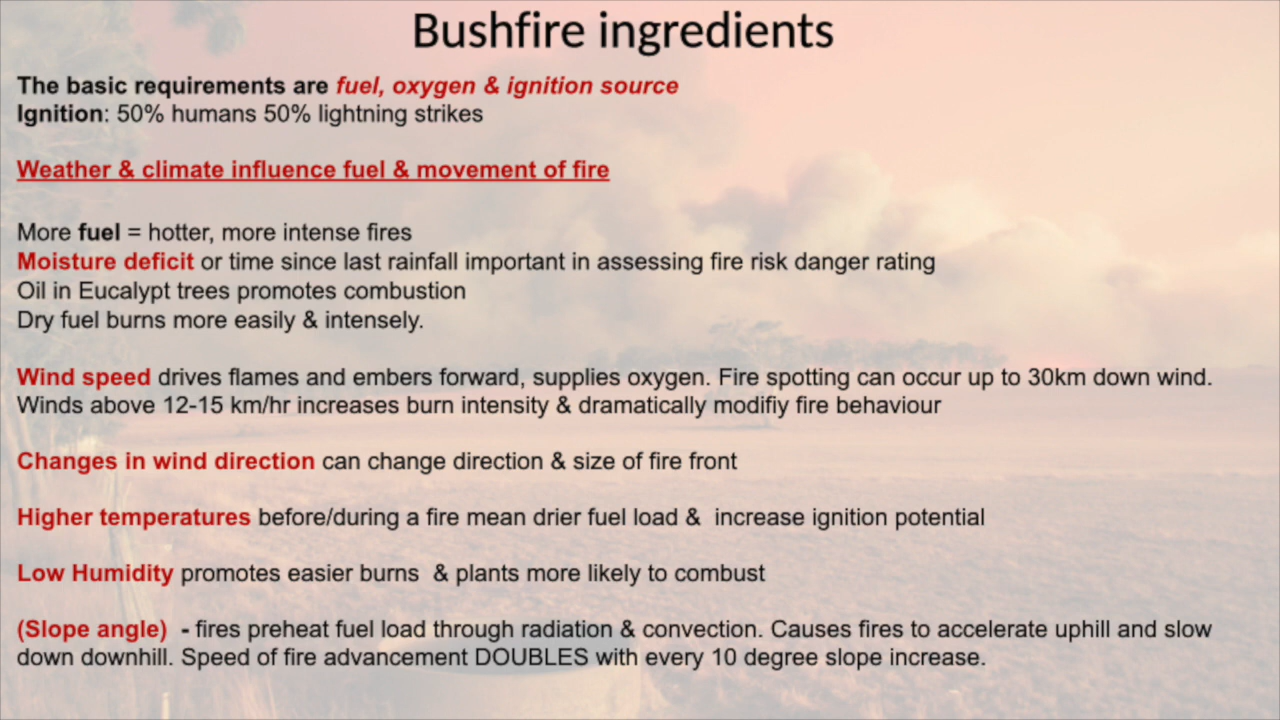 Bushfire ingredients
The basic requirements are fuel, oxygen & ignition source
Ignition: 50% humans 50% lightning strikes
Weather & climate influence fuel & movement of fire
More fuel = hotter, more intense fires
Moisture deficit or time since last rainfall important in assessing fire risk danger rating
Oil in Eucalypt trees promotes combustion
Dry fuel burns more easily & intensely.
Wind speed drives flames and embers forward, supplies oxygen. Fire spotting can occur up to 30km down wind.
Winds above 12-15 km/hr increases burn intensity & dramatically modifiy fire behaviour
Changes in wind direction can change direction & size of fire front
Higher temperatures before/during a fire mean drier fuel load &  increase ignition potential
Low Humidity promotes easier burns  & plants more likely to combust
(Slope angle)  - fires preheat fuel load through radiation & convection. Causes fires to accelerate uphill and slow
down downhill. Speed of fire advancement DOUBLES with every 10 degree slope increase.